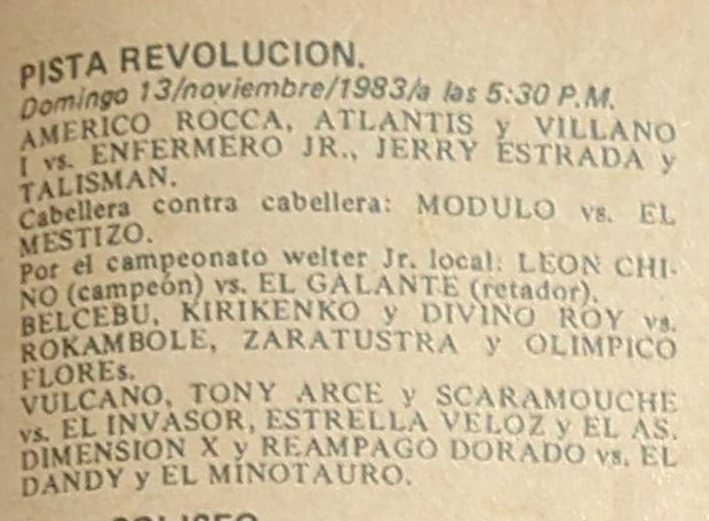 PISTA REVOLUCION.
Domingo 13/noviembre/1983/a las 5:30 P.M.
AMERICO ROCCA, ATLANTIS y VILLANO
I vs. ENFERMERO JR., JERRY ESTRADA y
TALISMAN.
Cabellera contra cabellera: MODULO vs. EL
MESTIZO.
Por el campeonato welter Jr. local: LEON CHI-
NO (campeón) vs. EL GALANTE (retador).
BELCEBU, KIRIKENKO y DIVINO ROY vs.
ROKAMBOLE, ZARATUSTRA y OLIMPICO
FLOREs.
VULCANO, TONY ARCE y SCARAMOUCHE
vs. EL INVASOR, ESTRELLA VELOZ y EL AS.
DIMENSION X y REAMPAGO DORADO vs. EL
DANDY y EL MINOTAURO.